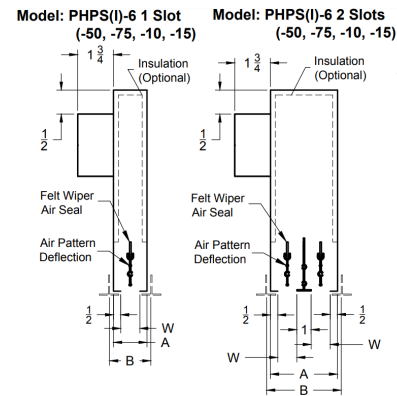 Model: PHPS(I)-6 1 Slot
(-50, -75, -10, -15)
1 3/4
Insulation
(Optional)
1/2
Felt Wiper
Air Seal
Air Pattern
Deflection
1/2
W
A
B
Model: PHPS(I)-6 2 Slots
(-50, -75, -10, -15)
1 3/4
Insulation
(Optional)
1/2
Felt Wiper
Air Seal
Air Pattern
Deflection
1/2
1
1/2
W
W
A
B